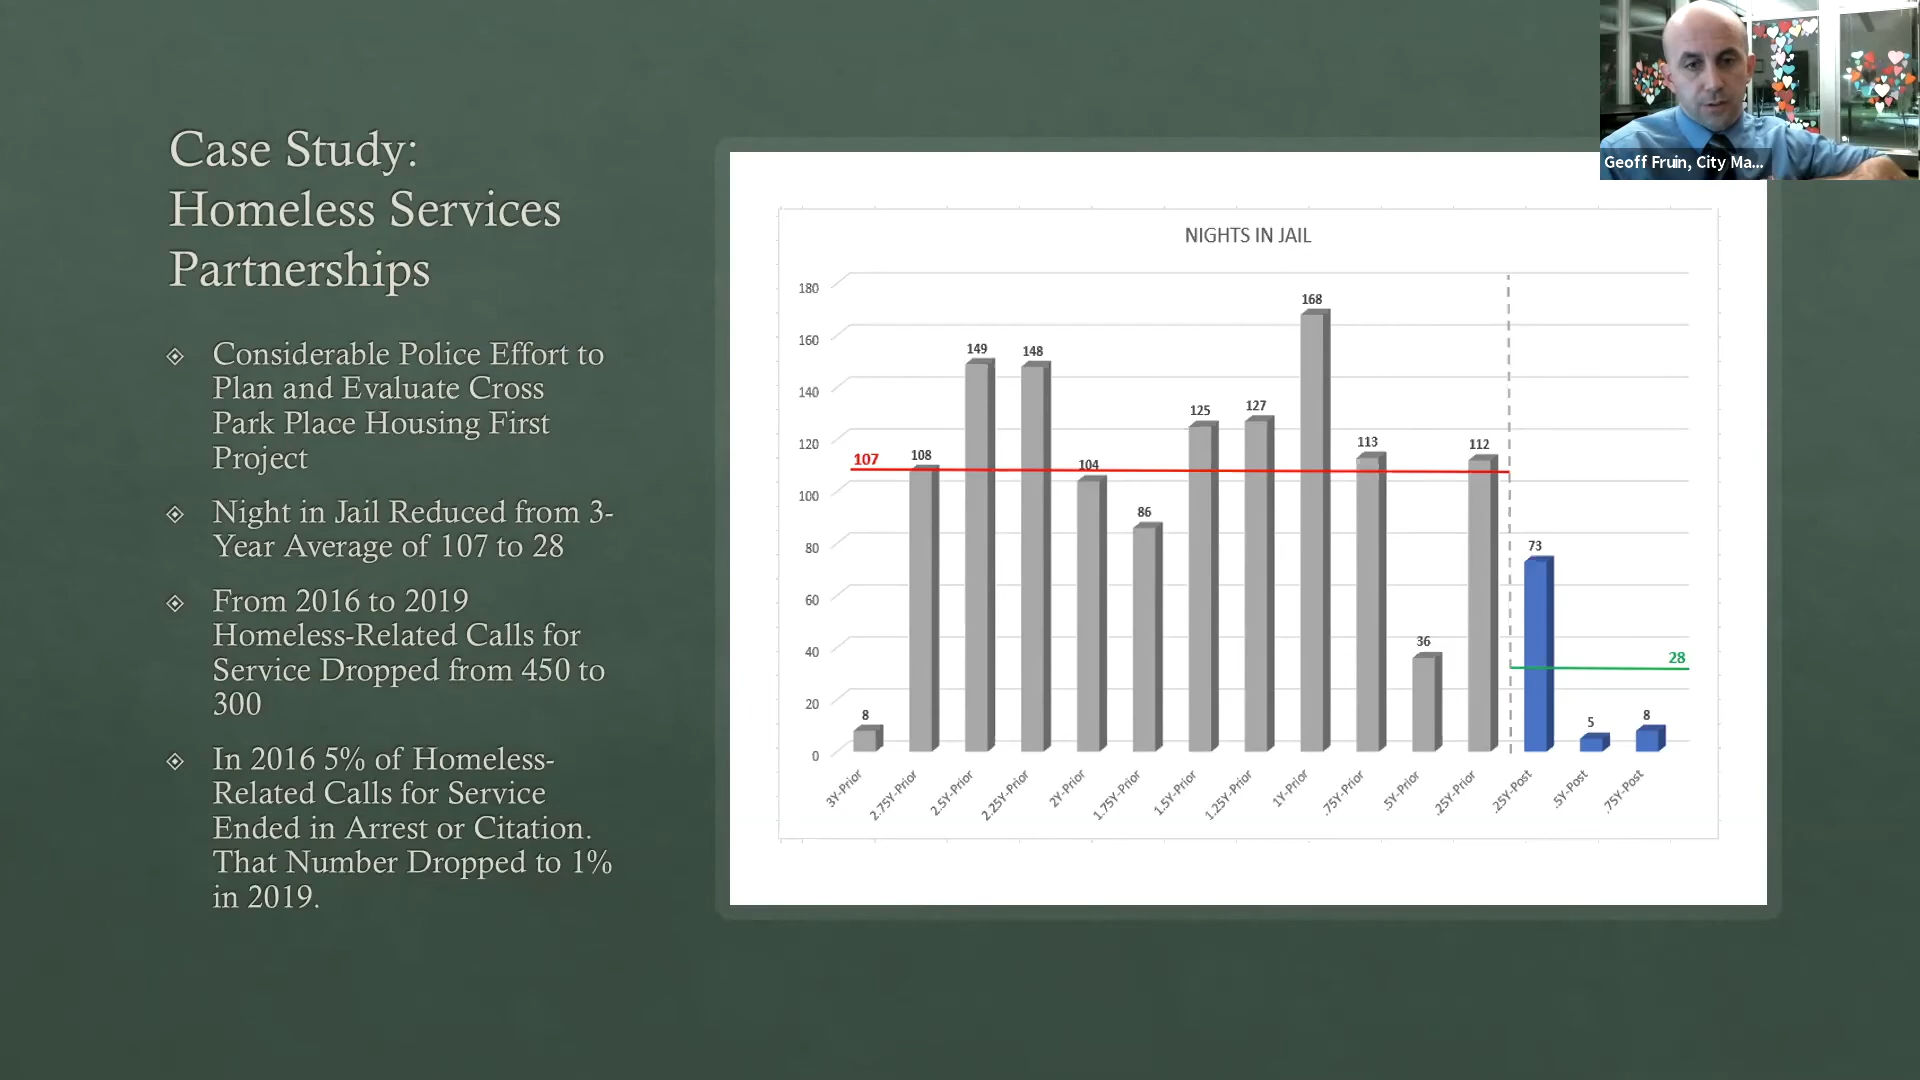 Case Study:
Homeless Services
Partnerships
Considerable Police Effort to
Plan and Evaluate Cross
Park Place Housing First
Project
Night in Jail Reduced from 3-
Year Average of 107 to 28
From 2016 to 2019
Homeless-Related Calls for
Service Dropped from 450 to
300
In 2016 5% of Homeless-
Related Calls for Service
Ended in Arrest or Citation.
That Number Dropped to 1%
in 2019.
Geoff Fruin, City Ma...
NIGHTS IN JAIL
180
160
140
120
100
80
60
40
20
0
107
8
108
149
148
104
86
125
127
168
113
36
112
73
5
8
28
3Y-Prior
2.75Y-Prior
2.5Y-Prior
2.25Y-Prior
2Y-Prior
1.75Y-Prior
1.5Y-Prior
1.25Y-Prior
1Y-Prior
.75Y-Prior
.5Y-Prior
.25Y-Prior
.25Y-Post
.5Y-Post
.75Y-Post